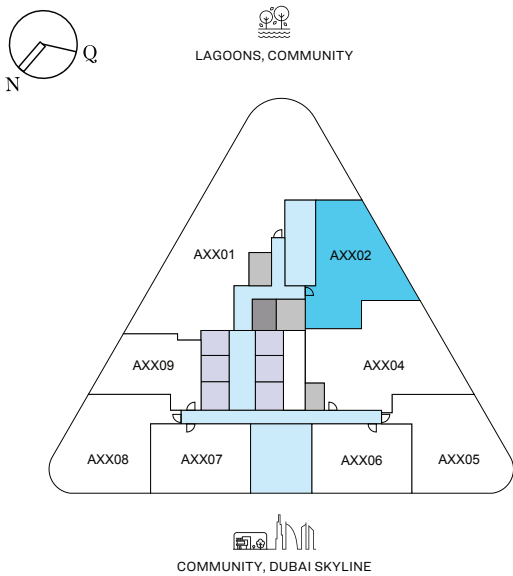 LAGOONS, COMMUNITY
Q
N
AXX01
AXX02
AXX09
AXX04
AXX08
AXX07
AXX06
AXX05
COMMUNITY, DUBAI SKYLINE